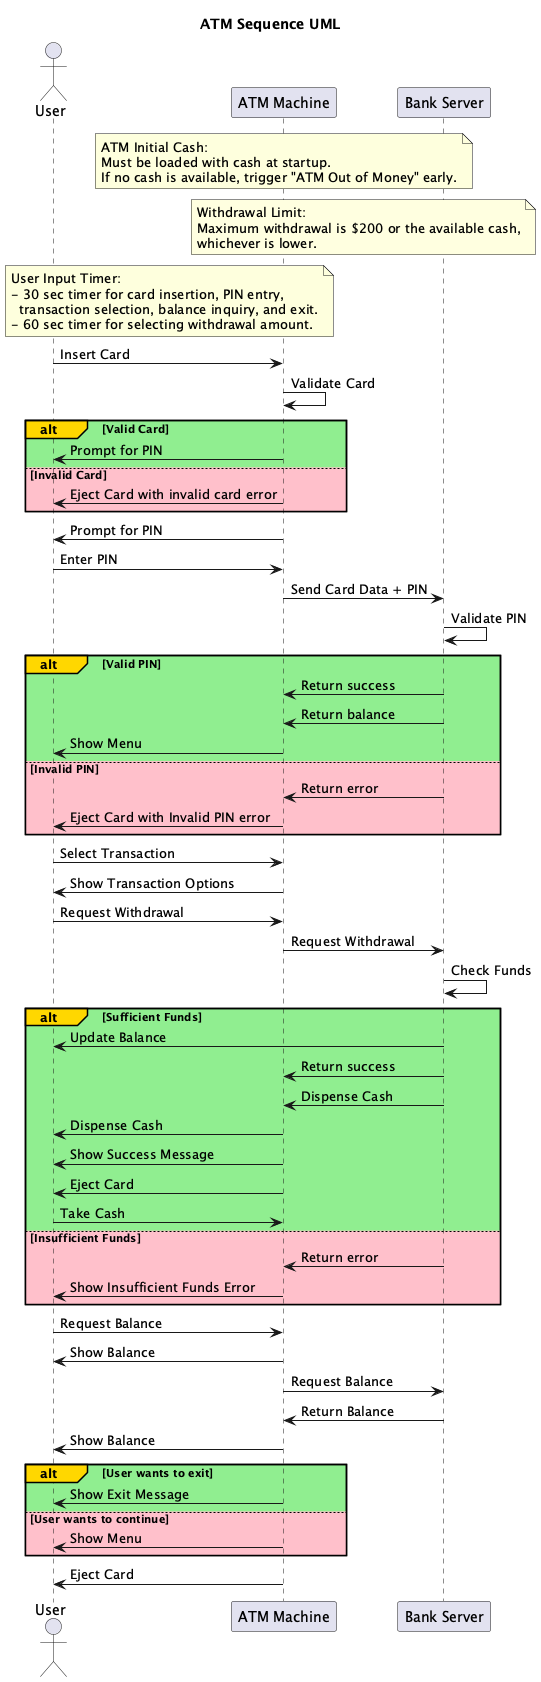 ATM Sequence UML
User
ATM Machine
Bank Server
ATM Initial Cash:
Must be loaded with cash at startup.
If no cash is available, trigger "ATM Out of Money" early.
Withdrawal Limit:
Maximum withdrawal is $200 or the available cash,
whichever is lower.
User Input Timer:
- 30 sec timer for card insertion, PIN entry,
transaction selection, balance inquiry, and exit.
- 60 sec timer for selecting withdrawal amount.
Insert Card
Validate Card
alt [Valid Card]
Prompt for PIN
[Invalid Card]
Eject Card with invalid card error
Prompt for PIN
Enter PIN
Send Card Data + PIN
Validate PIN
alt [Valid PIN]
Return success
Return balance
Show Menu
[Invalid PIN]
Return error
Eject Card with Invalid PIN error
Select Transaction
Show Transaction Options
Request Withdrawal
Request Withdrawal
Check Funds
alt [Sufficient Funds]
Update Balance
Return success
Dispense Cash
Dispense Cash
Show Success Message
Eject Card
Take Cash
[Insufficient Funds]
Return error
Show Insufficient Funds Error
Request Balance
Show Balance
Request Balance
Return Balance
Show Balance
alt [User wants to exit]
Show Exit Message
[User wants to continue]
Show Menu
Eject Card
User
ATM Machine
Bank Server